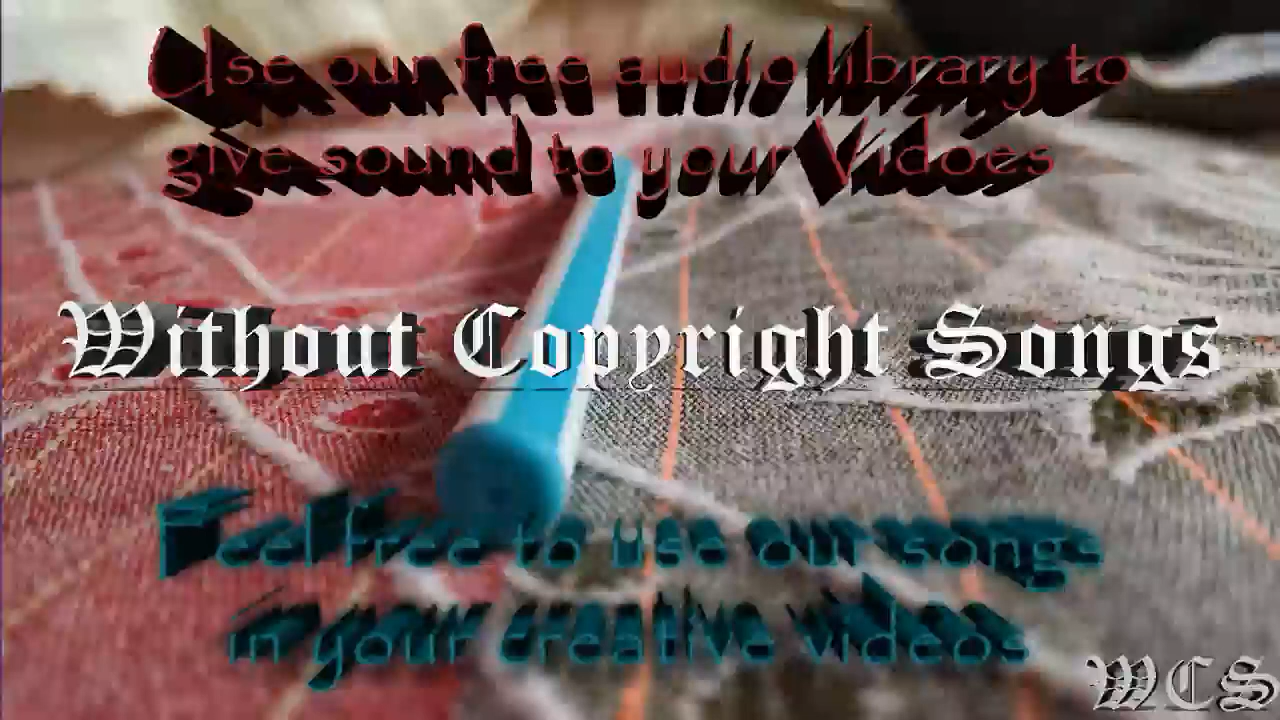 Use our free audio library to
give sound to your Vidoes
Without Copyright Songs
Feel free to use our songs
in your creative videos
WCS